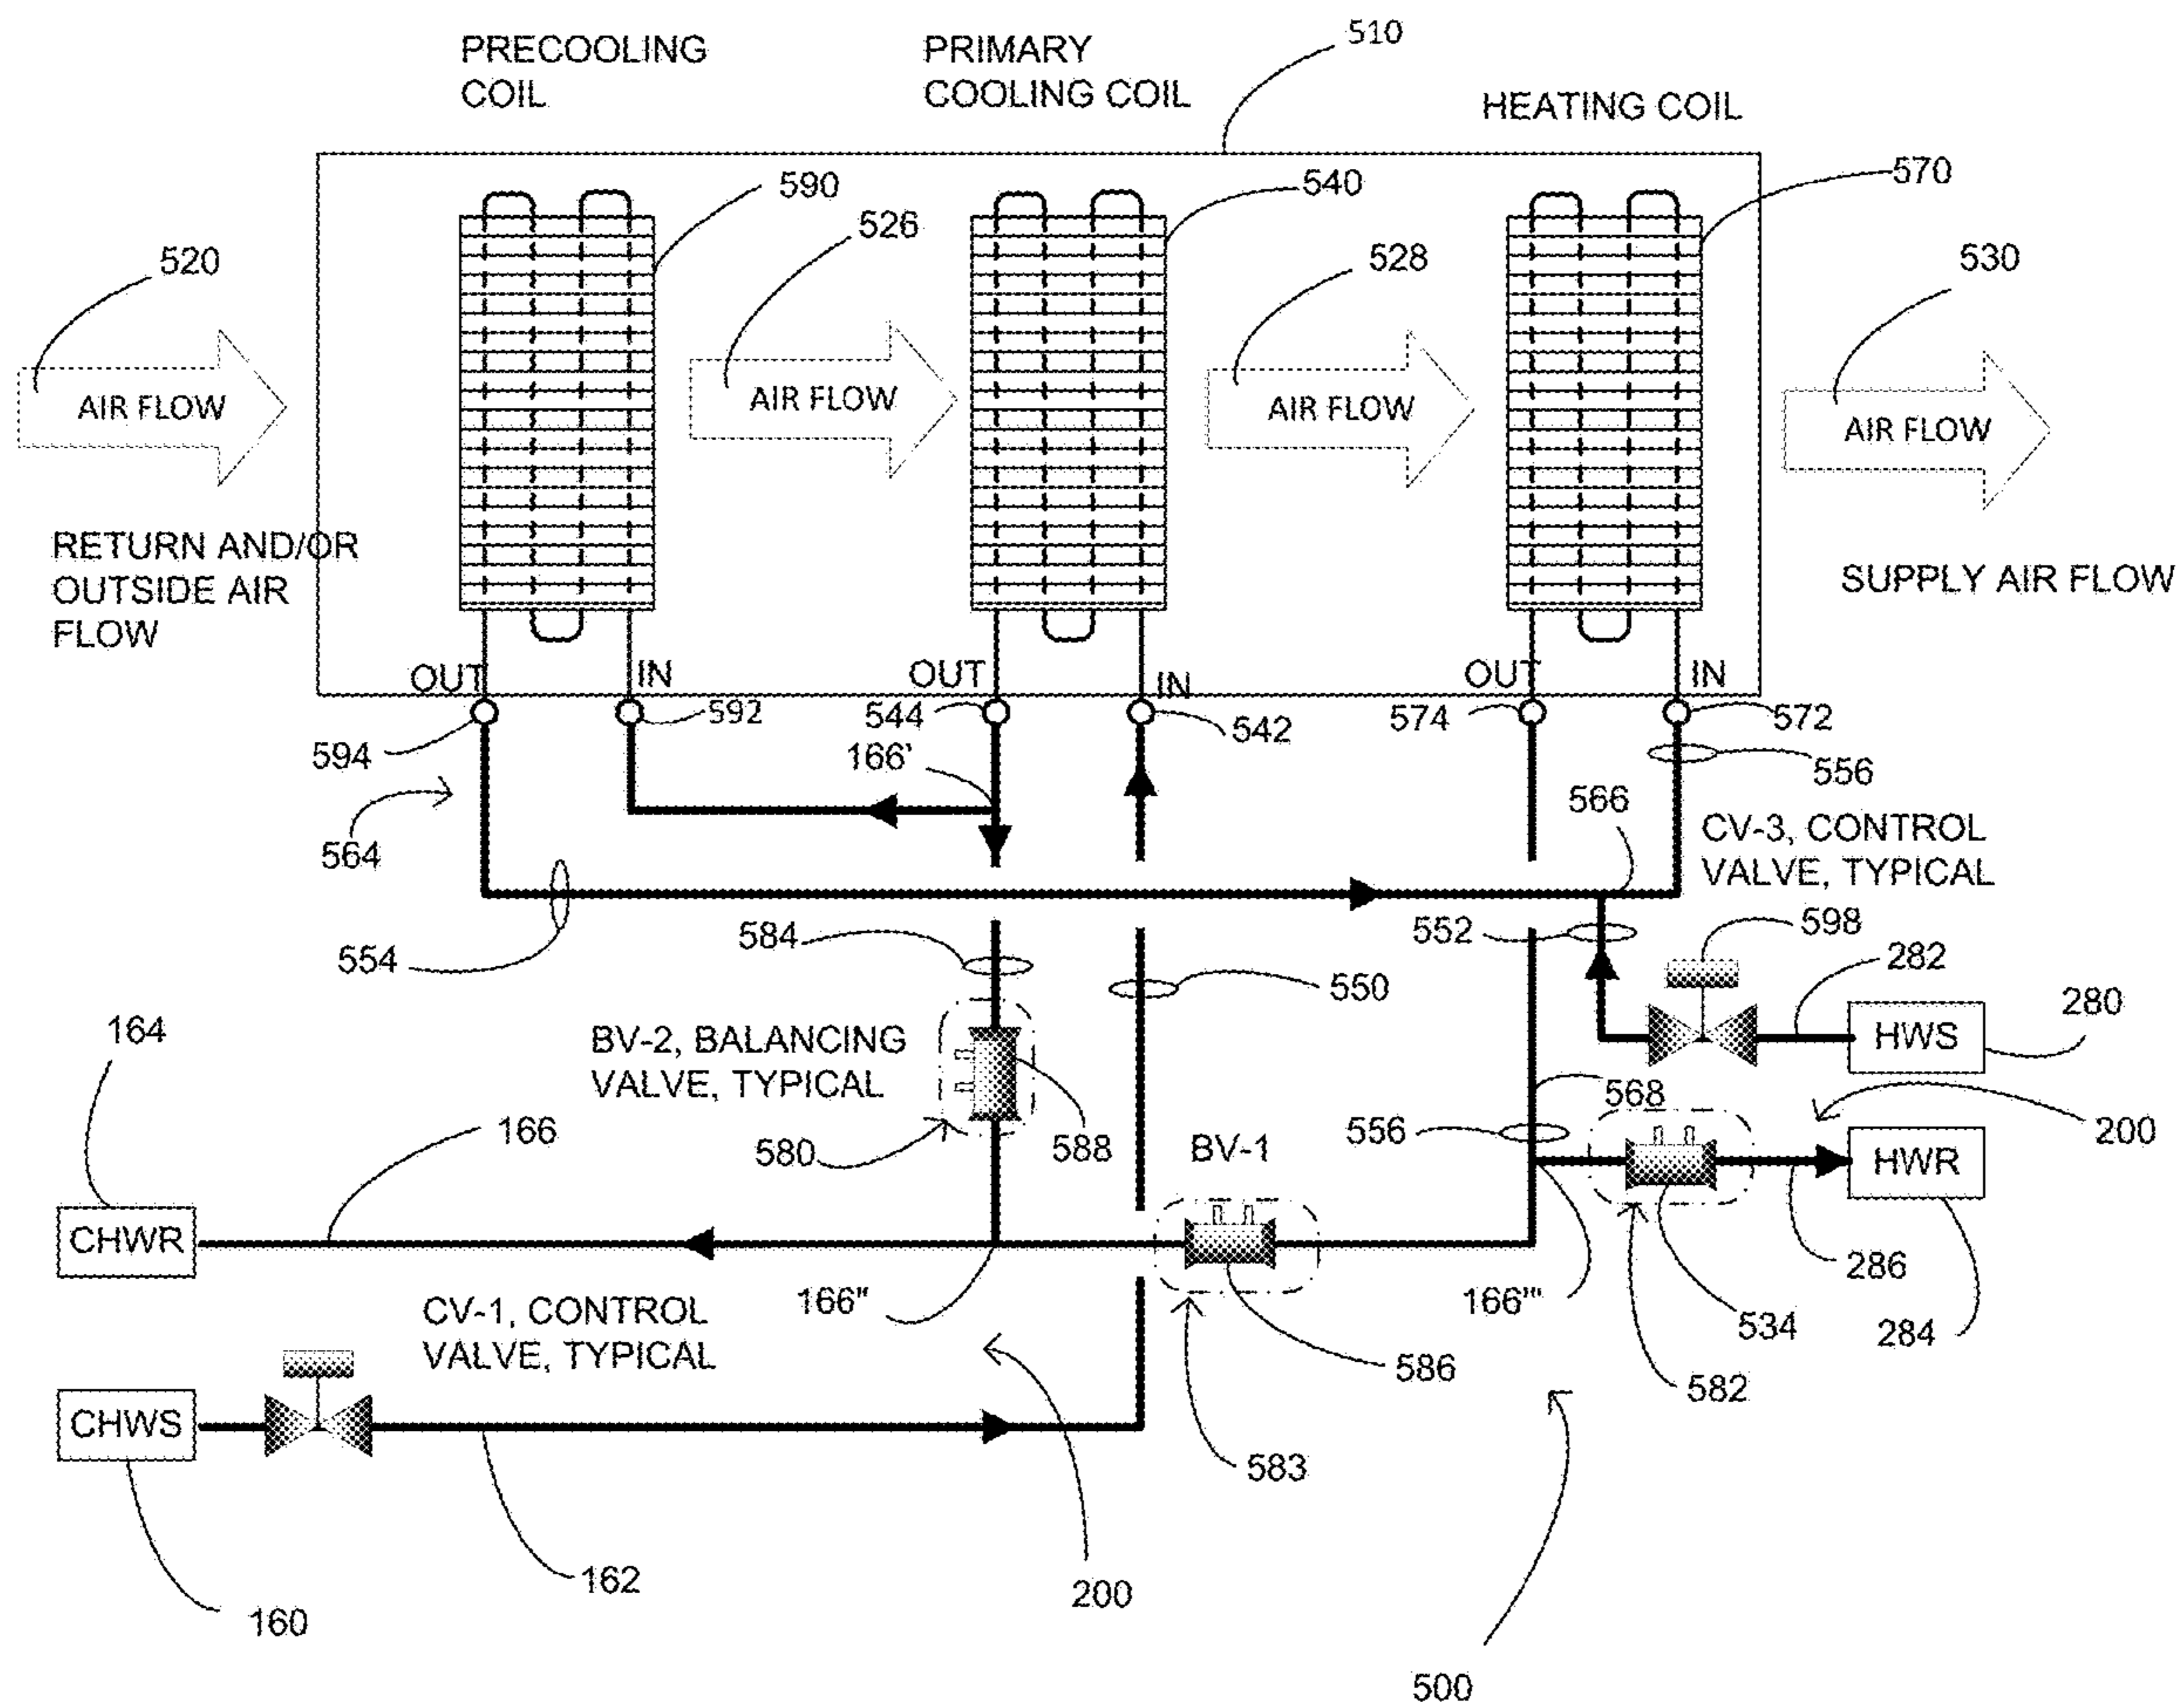 PRECOOLING
COIL
PRIMARY
COOLING COIL
510
HEATING COIL
590
540
570
526
520
528
530
AIR FLOW
AIR FLOW
AIR FLOW
AIR FLOW
RETURN AND/OR
OUTSIDE AIR
FLOW
SUPPLY AIR FLOW
OUT
IN
OUT
IN
OUT
IN
594
592
544
542
574
572
166'
556
564
566
CV-3, CONTROL
VALVE, TYPICAL
554
584
552
598
550
282
280
164
BV-2, BALANCING
VALVE, TYPICAL
HWS
568
166
580
588
BV-1
556
200
HWR
CHWR
166"
166'"
286
534
284
CV-1, CONTROL
VALVE, TYPICAL
586
582
CHWS
583
162
200
160
500